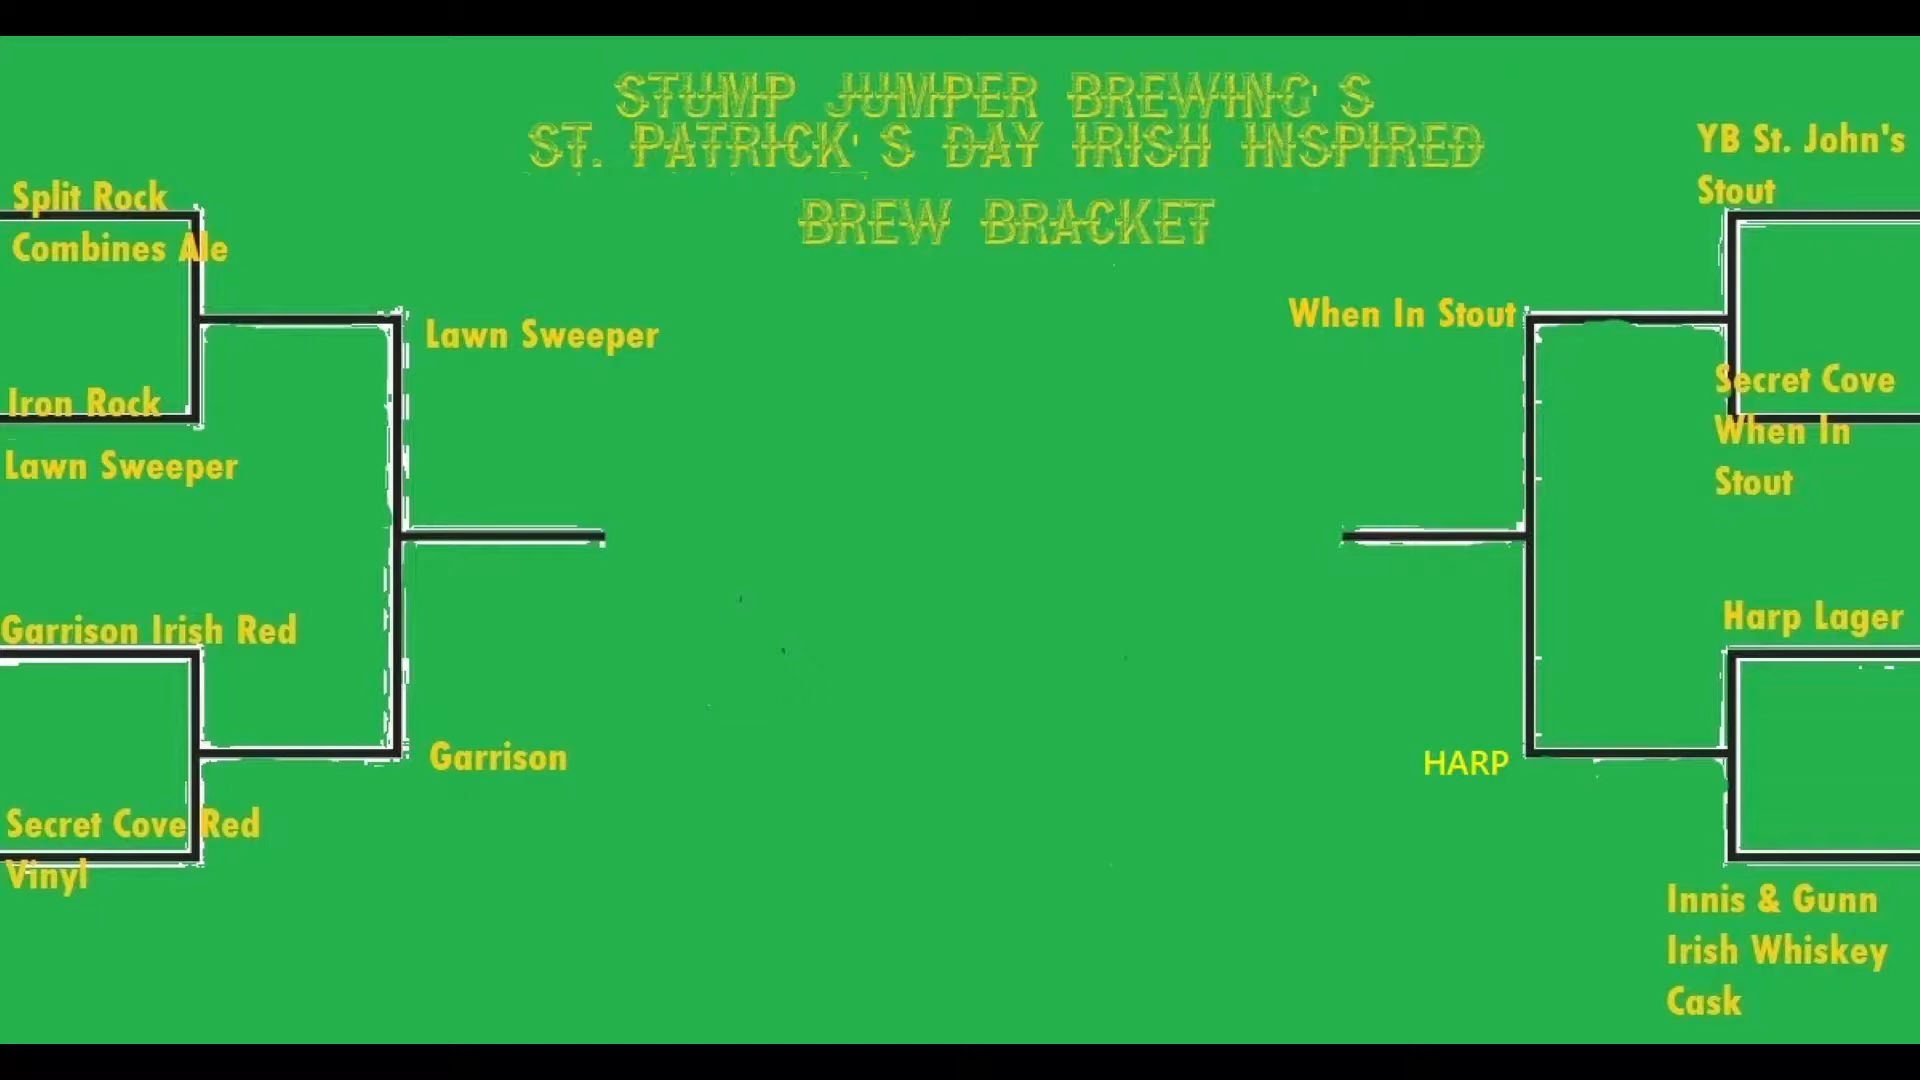 STUMP JUMPER BREWING'S
ST. PATRICK'S DAY IRISH INSPIRED
BREW BRACKET
Split Rock
Combines Ale
Iron Rock
Lawn Sweeper
Garrison Irish Red
Secret Cove Red
Vinyl
Lawn Sweeper
Garrison
When In Stout
HARP
YB St. John's
Stout
Secret Cove
When In
Stout
Harp Lager
Innis & Gunn
Irish Whiskey
Cask